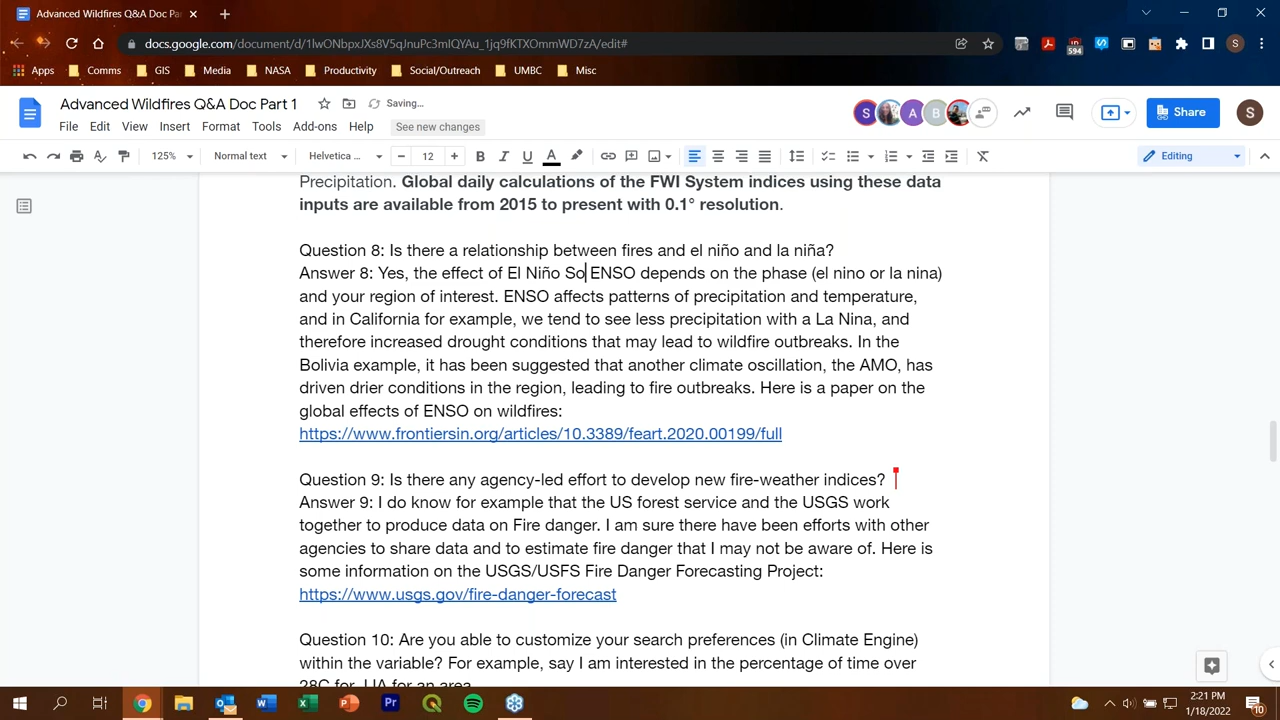 Advanced Wildfires Q&A Doc Part
docs.google.com/document/d/1lwONbpxJXs8V5qJnuPc3mIQYAu_1jq9fKTXOmmWD7zA/edit#
594
S
Apps Comms GIS Media NASA Productivity Social/Outreach UMBC Misc
Advanced Wildfires Q&A Doc Part 1 Saving...
S A B Share S
File Edit View Insert Format Tools Add-ons Help See new changes
125% Normal text Helvetica ... 12 B I U A Editing
Precipitation. Global daily calculations of the FWI System indices using these data
inputs are available from 2015 to present with 0.1° resolution.
Question 8: Is there a relationship between fires and el niño and la niña?
Answer 8: Yes, the effect of El Niño So ENSO depends on the phase (el nino or la nina)
and your region of interest. ENSO affects patterns of precipitation and temperature,
and in California for example, we tend to see less precipitation with a La Nina, and
therefore increased drought conditions that may lead to wildfire outbreaks. In the
Bolivia example, it has been suggested that another climate oscillation, the AMO, has
driven drier conditions in the region, leading to fire outbreaks. Here is a paper on the
global effects of ENSO on wildfires:
https://www.frontiersin.org/articles/10.3389/feart.2020.00199/full
Question 9: Is there any agency-led effort to develop new fire-weather indices?
Answer 9: I do know for example that the US forest service and the USGS work
together to produce data on Fire danger. I am sure there have been efforts with other
agencies to share data and to estimate fire danger that I may not be aware of. Here is
some information on the USGS/USFS Fire Danger Forecasting Project:
https://www.usgs.gov/fire-danger-forecast
Question 10: Are you able to customize your search preferences (in Climate Engine)
within the variable? For example, say I am interested in the percentage of time over
28C for JJA for an area
2:21 PM
1/18/2022
10